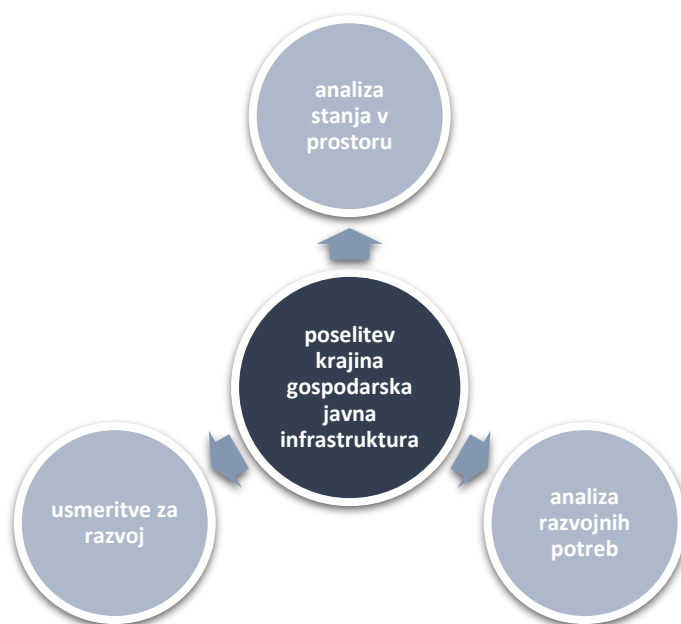 analiza
stanja v
prostoru
poselitev
krajina
gospodarska
javna
infrastruktura
usmeritve za
razvoj
analiza
razvojnih
potreb